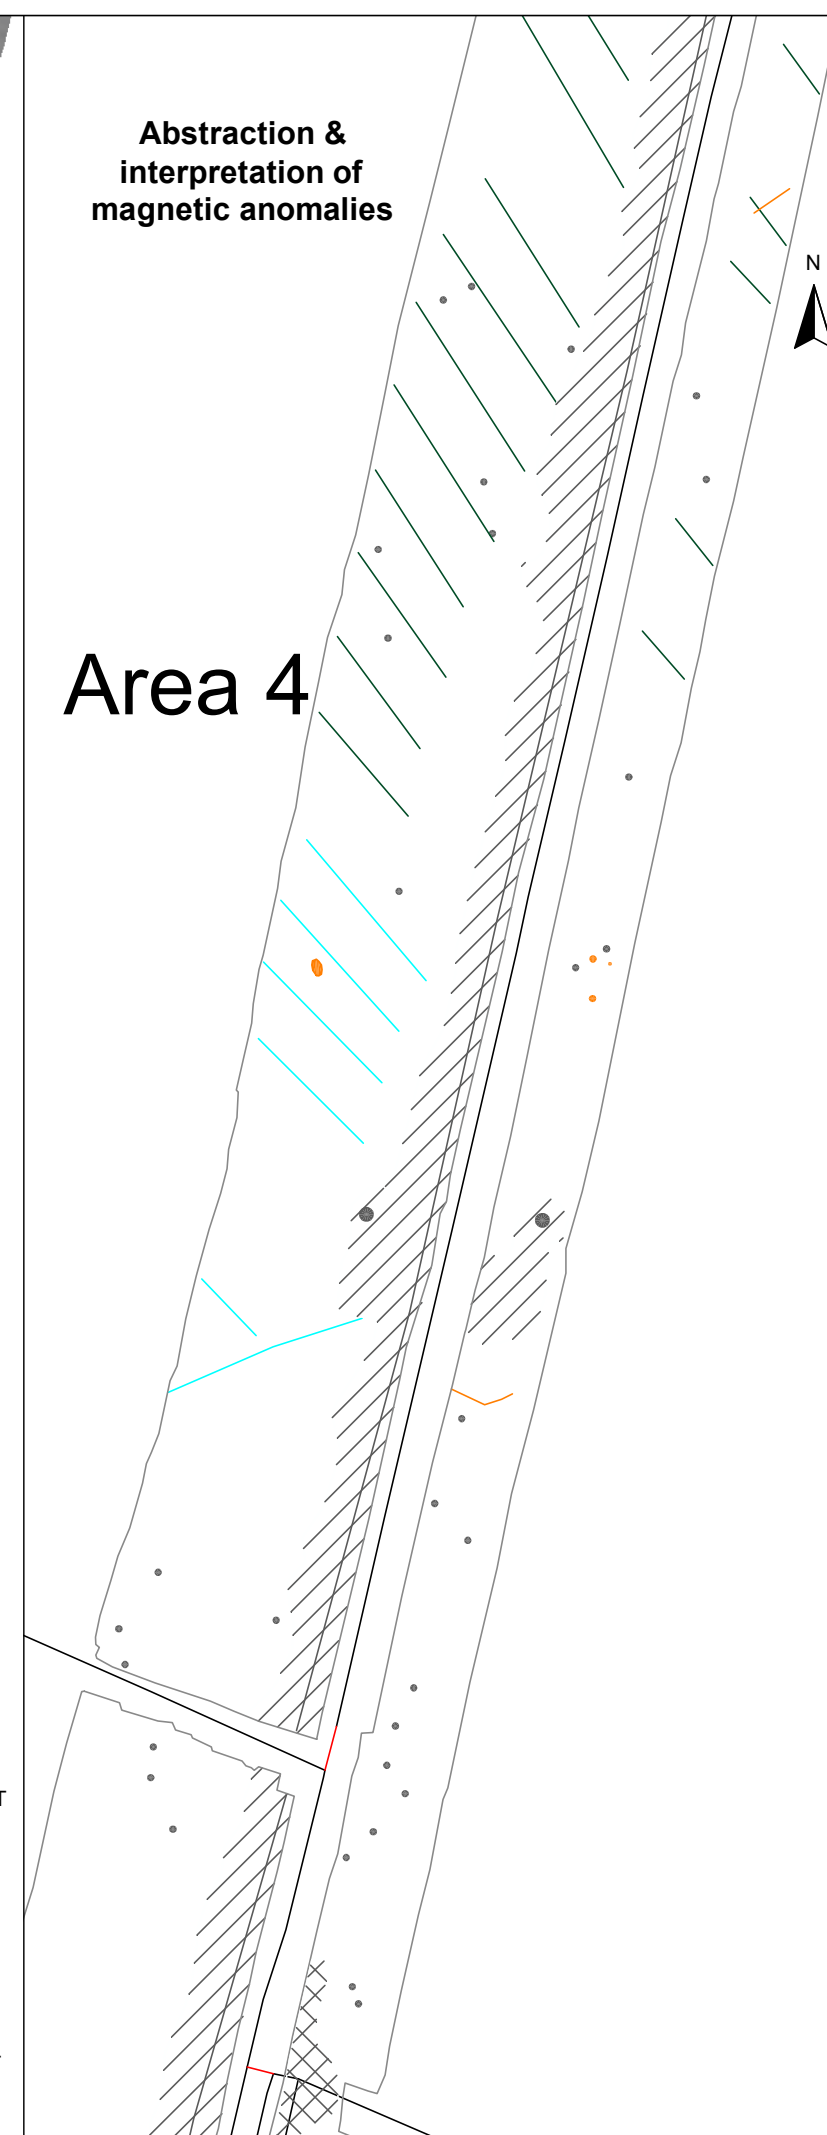 Abstraction &
interpretation of
magnetic anomalies
N
Area 4
T